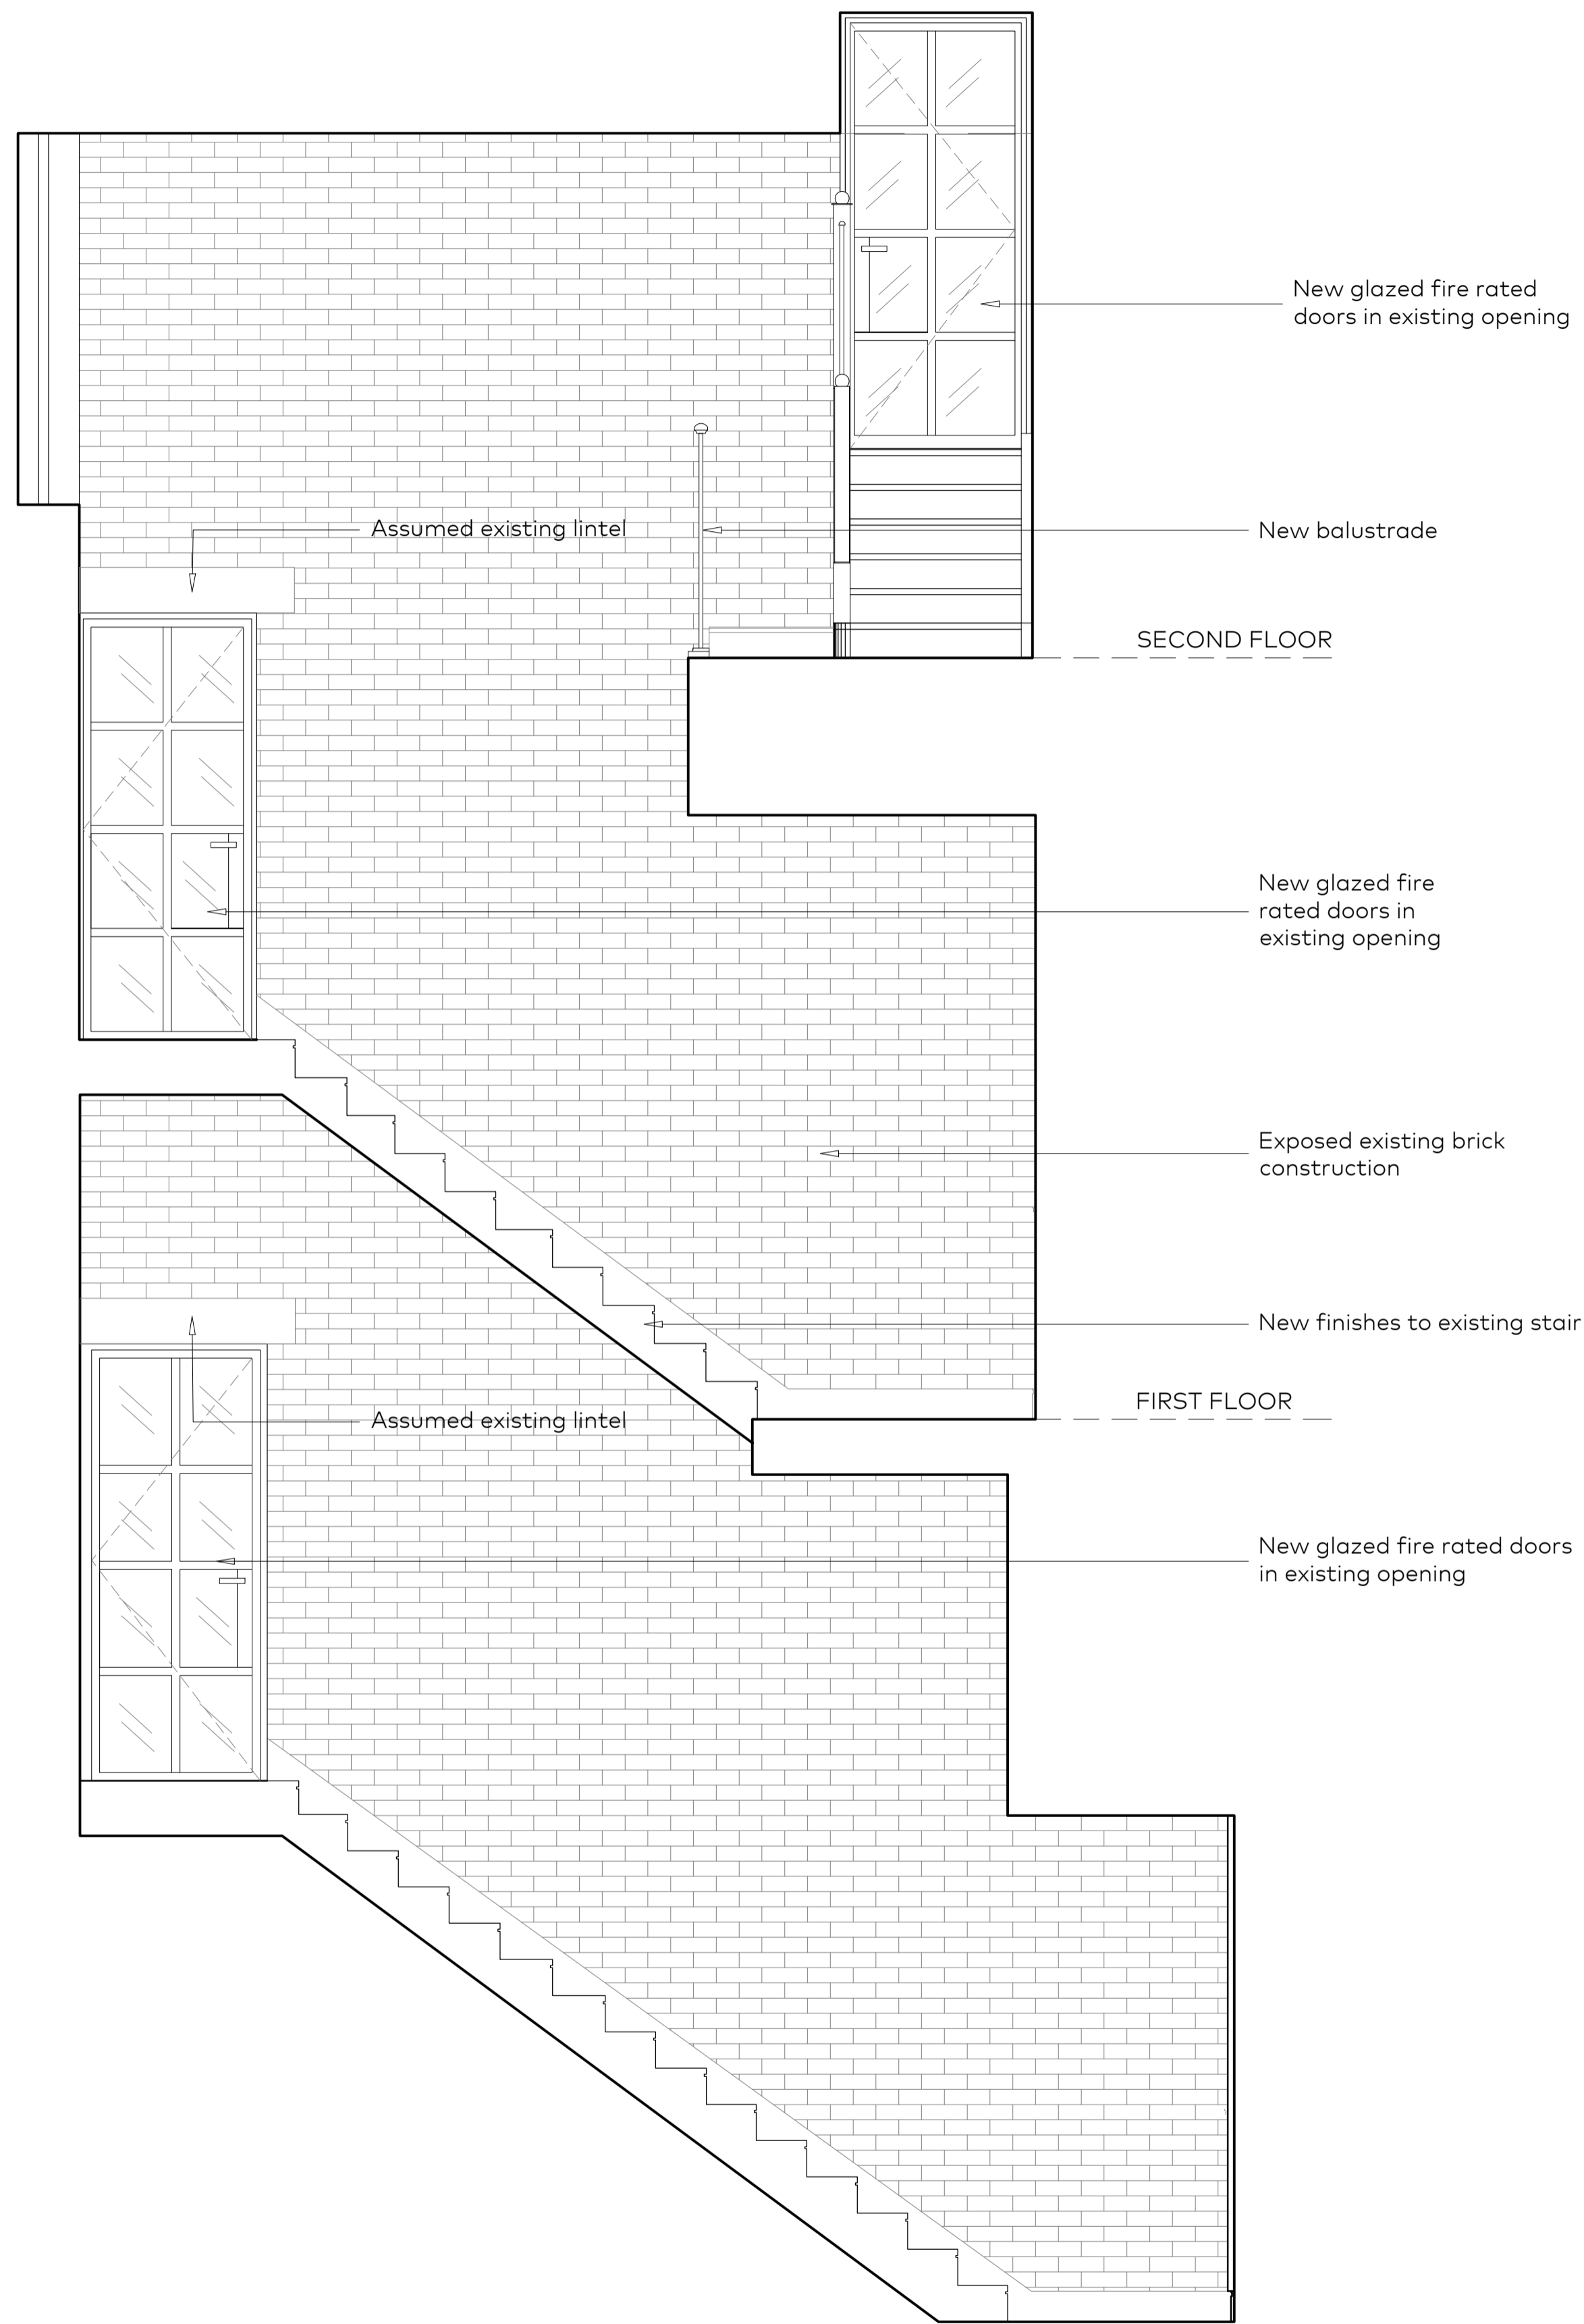 New glazed fire rated
doors in existing opening
Assumed existing lintel
New balustrade
SECOND FLOOR
New glazed fire
rated doors in
existing opening
Exposed existing brick
construction
New finishes to existing stair
FIRST FLOOR
Assumed existing lintel
New glazed fire rated doors
in existing opening